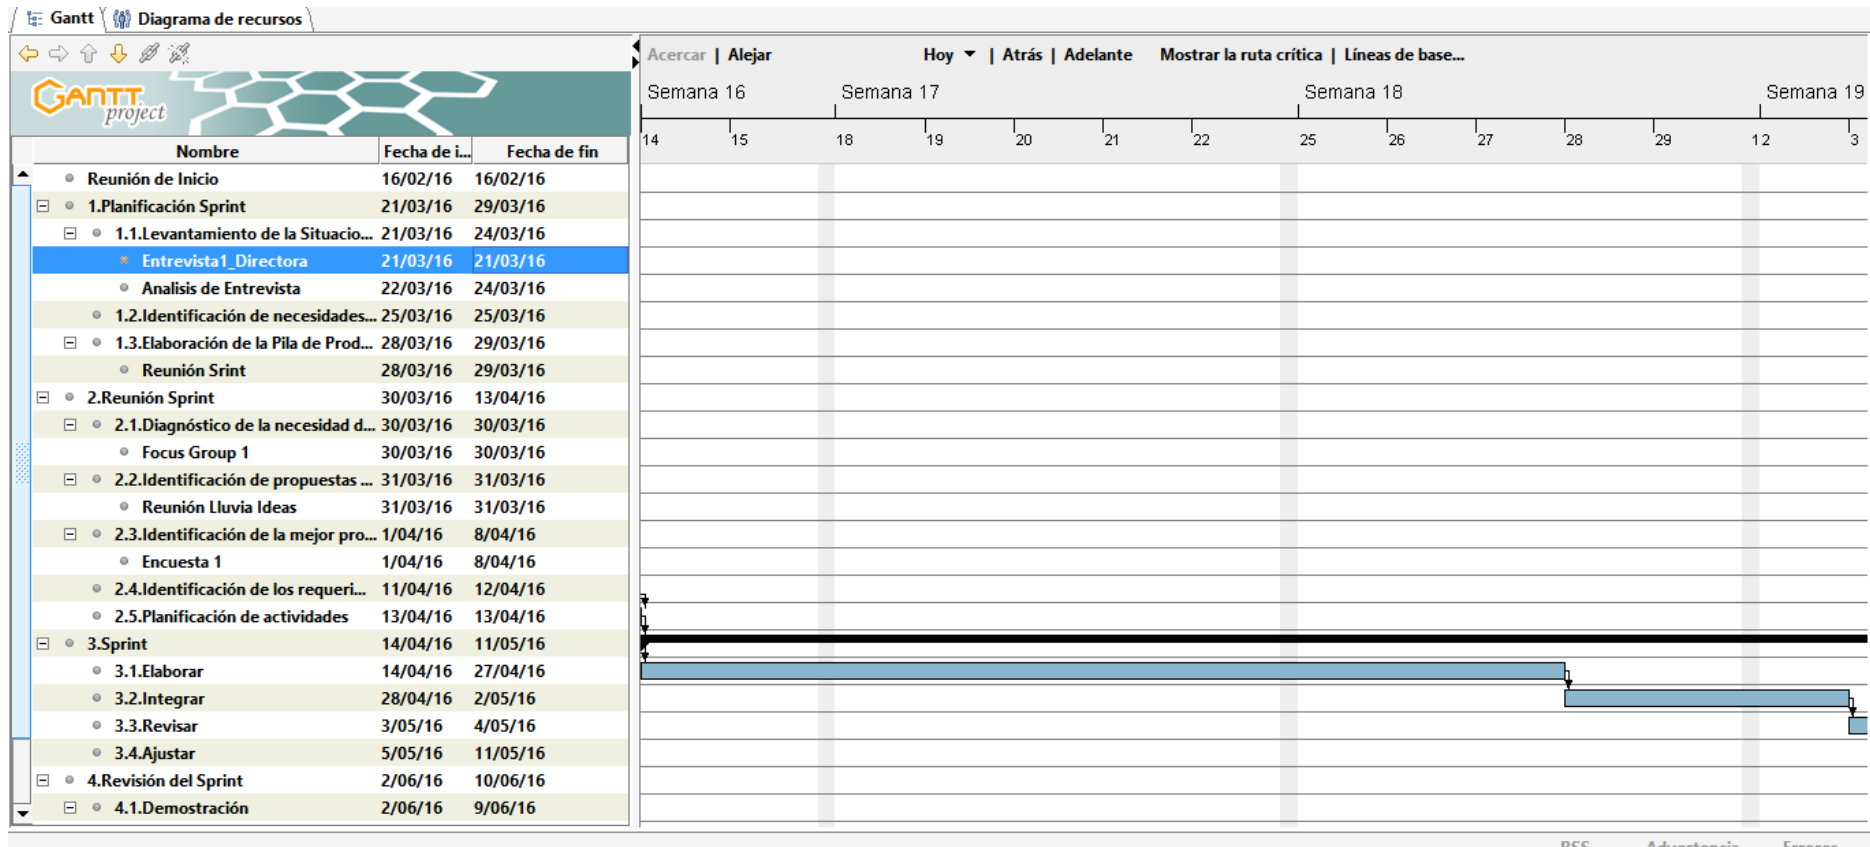 Gantt Diagrama de recursos
Acercar | Alejar Hoy | Atrás | Adelante Mostrar la ruta crítica | Líneas de base...
GANTT project
Semana 16 Semana 17 Semana 18 Semana 19
14 15 18 19 20 21 22 25 26 27 28 29 1 2 3
Nombre Fecha de i... Fecha de fin
Reunión de Inicio 16/02/16 16/02/16
1.Planificación Sprint 21/03/16 29/03/16
1.1.Levantamiento de la Situacio... 21/03/16 24/03/16
Entrevista1_Directora 21/03/16 21/03/16
Analisis de Entrevista 22/03/16 24/03/16
1.2.Identificación de necesidades... 25/03/16 25/03/16
1.3.Elaboración de la Pila de Prod... 28/03/16 29/03/16
Reunión Srint 28/03/16 29/03/16
2.Reunión Sprint 30/03/16 13/04/16
2.1.Diagnóstico de la necesidad d... 30/03/16 30/03/16
Focus Group 1 30/03/16 30/03/16
2.2.Identificación de propuestas ... 31/03/16 31/03/16
Reunión Lluvia Ideas 31/03/16 31/03/16
2.3.Identificación de la mejor pro... 1/04/16 8/04/16
Encuesta 1 1/04/16 8/04/16
2.4.Identificación de los requeri... 11/04/16 12/04/16
2.5.Planificación de actividades 13/04/16 13/04/16
3.Sprint 14/04/16 11/05/16
3.1.Elaborar 14/04/16 27/04/16
3.2.Integrar 28/04/16 2/05/16
3.3.Revisar 3/05/16 4/05/16
3.4.Ajustar 5/05/16 11/05/16
4.Revisión del Sprint 2/06/16 10/06/16
4.1.Demostración 2/06/16 9/06/16